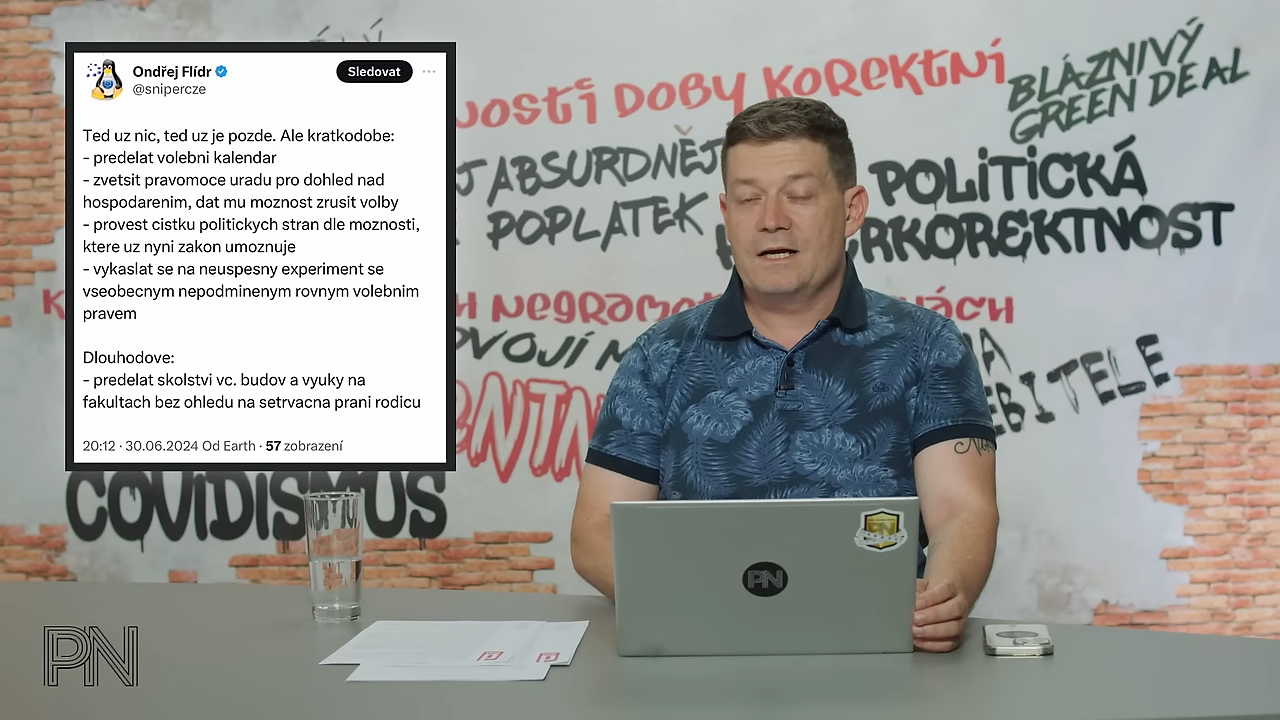 Ondřej Flídr
@snipercze
Sledovat
Ted uz nic, ted uz je pozde. Ale kratkodobe:
- predelat volebni kalendar
- zvetsit pravomoce uradu pro dohled nad
hospodarenim, dat mu moznost zrusit volby
- provest cistku politickych stran dle moznosti,
ktere uz nyni zakon umoznuje
- vykaslat se na neuspesny experiment se
vseobecnym nepodminenym rovnym volebnim
pravem
Dlouhodove:
- predelat skolstvi vc. budov a vyuky na
fakultach bez ohledu na setrvacna prani rodicu
20:12 · 30.06.2024 Od Earth · 57 zobrazení
DOBY KOREKTNÍ
BLÁZNIVÝ
GREEN DEAL
POPLATEK
POLITICKÁ
COVIDISMUS
PN
PN
PN